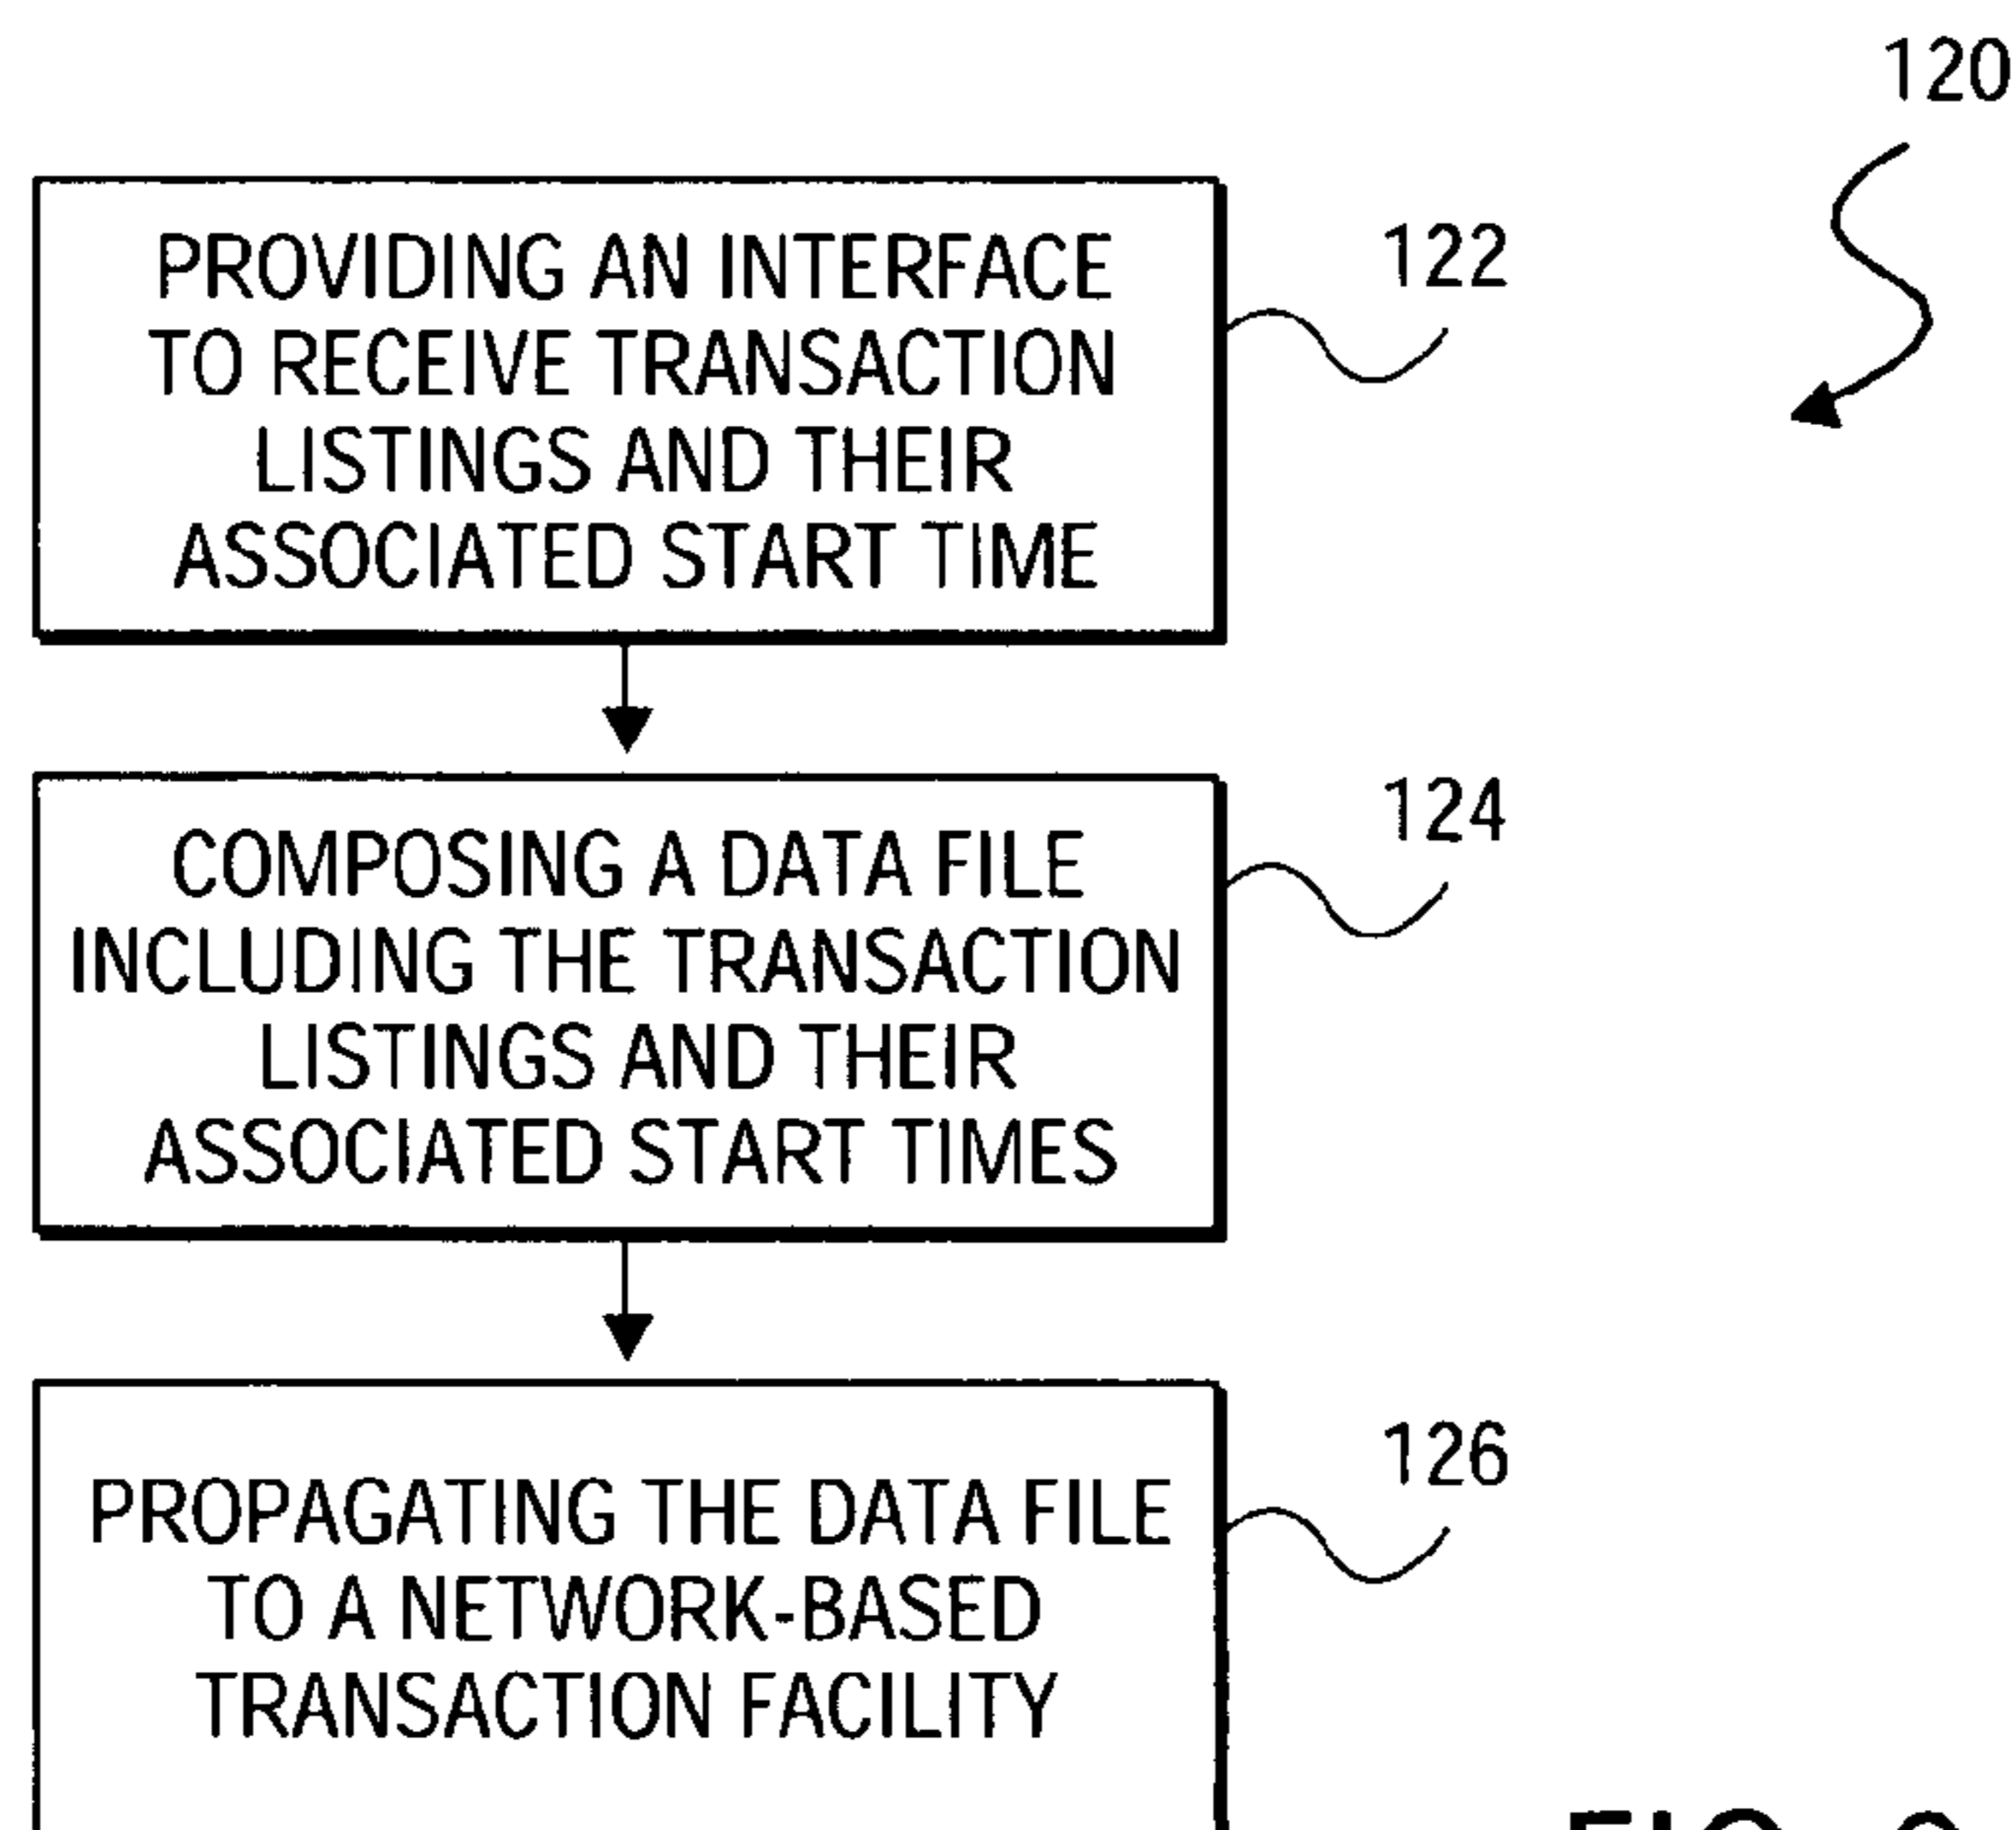 120
PROVIDING AN INTERFACE
TO RECEIVE TRANSACTION
LISTINGS AND THEIR
ASSOCIATED START TIME
122
COMPOSING A DATA FILE
INCLUDING THE TRANSACTION
LISTINGS AND THEIR
ASSOCIATED START TIMES
124
PROPAGATING THE DATA FILE
TO A NETWORK-BASED
TRANSACTION FACILITY
126